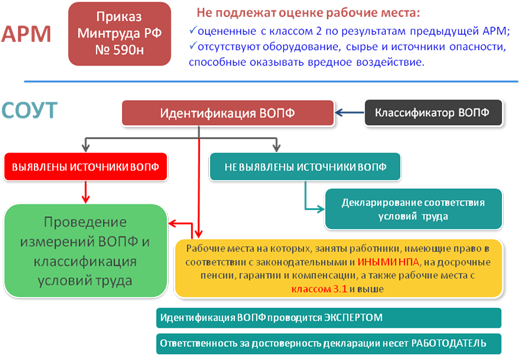 АРМ
Приказ
Минтруда РФ
№ 590н
Не подлежат оценке рабочие места:
✓оцененные с классом 2 по результатам предыдущей АРМ;
✓отсутствуют оборудование, сырье и источники опасности,
способные оказывать вредное воздействие.
СОУТ
Идентификация ВОПФ
Классификатор ВОПФ
ВЫЯВЛЕНЫ ИСТОЧНИКИ ВОПФ
НЕ ВЫЯВЛЕНЫ ИСТОЧНИКИ ВОПФ
Декларирование соответствия
условий труда
Проведение
измерений ВОПФ и
классификация
условий труда
Рабочие места на которых, заняты работники, имеющие право в
соответствии с законодательными и ИНЫМИ НПА, на досрочные
пенсии, гарантии и компенсации, а также рабочие места с
классом 3.1 и выше
Идентификация ВОПФ проводится ЭКСПЕРТОМ
Ответственность за достоверность декларации несет РАБОТОДАТЕЛЬ